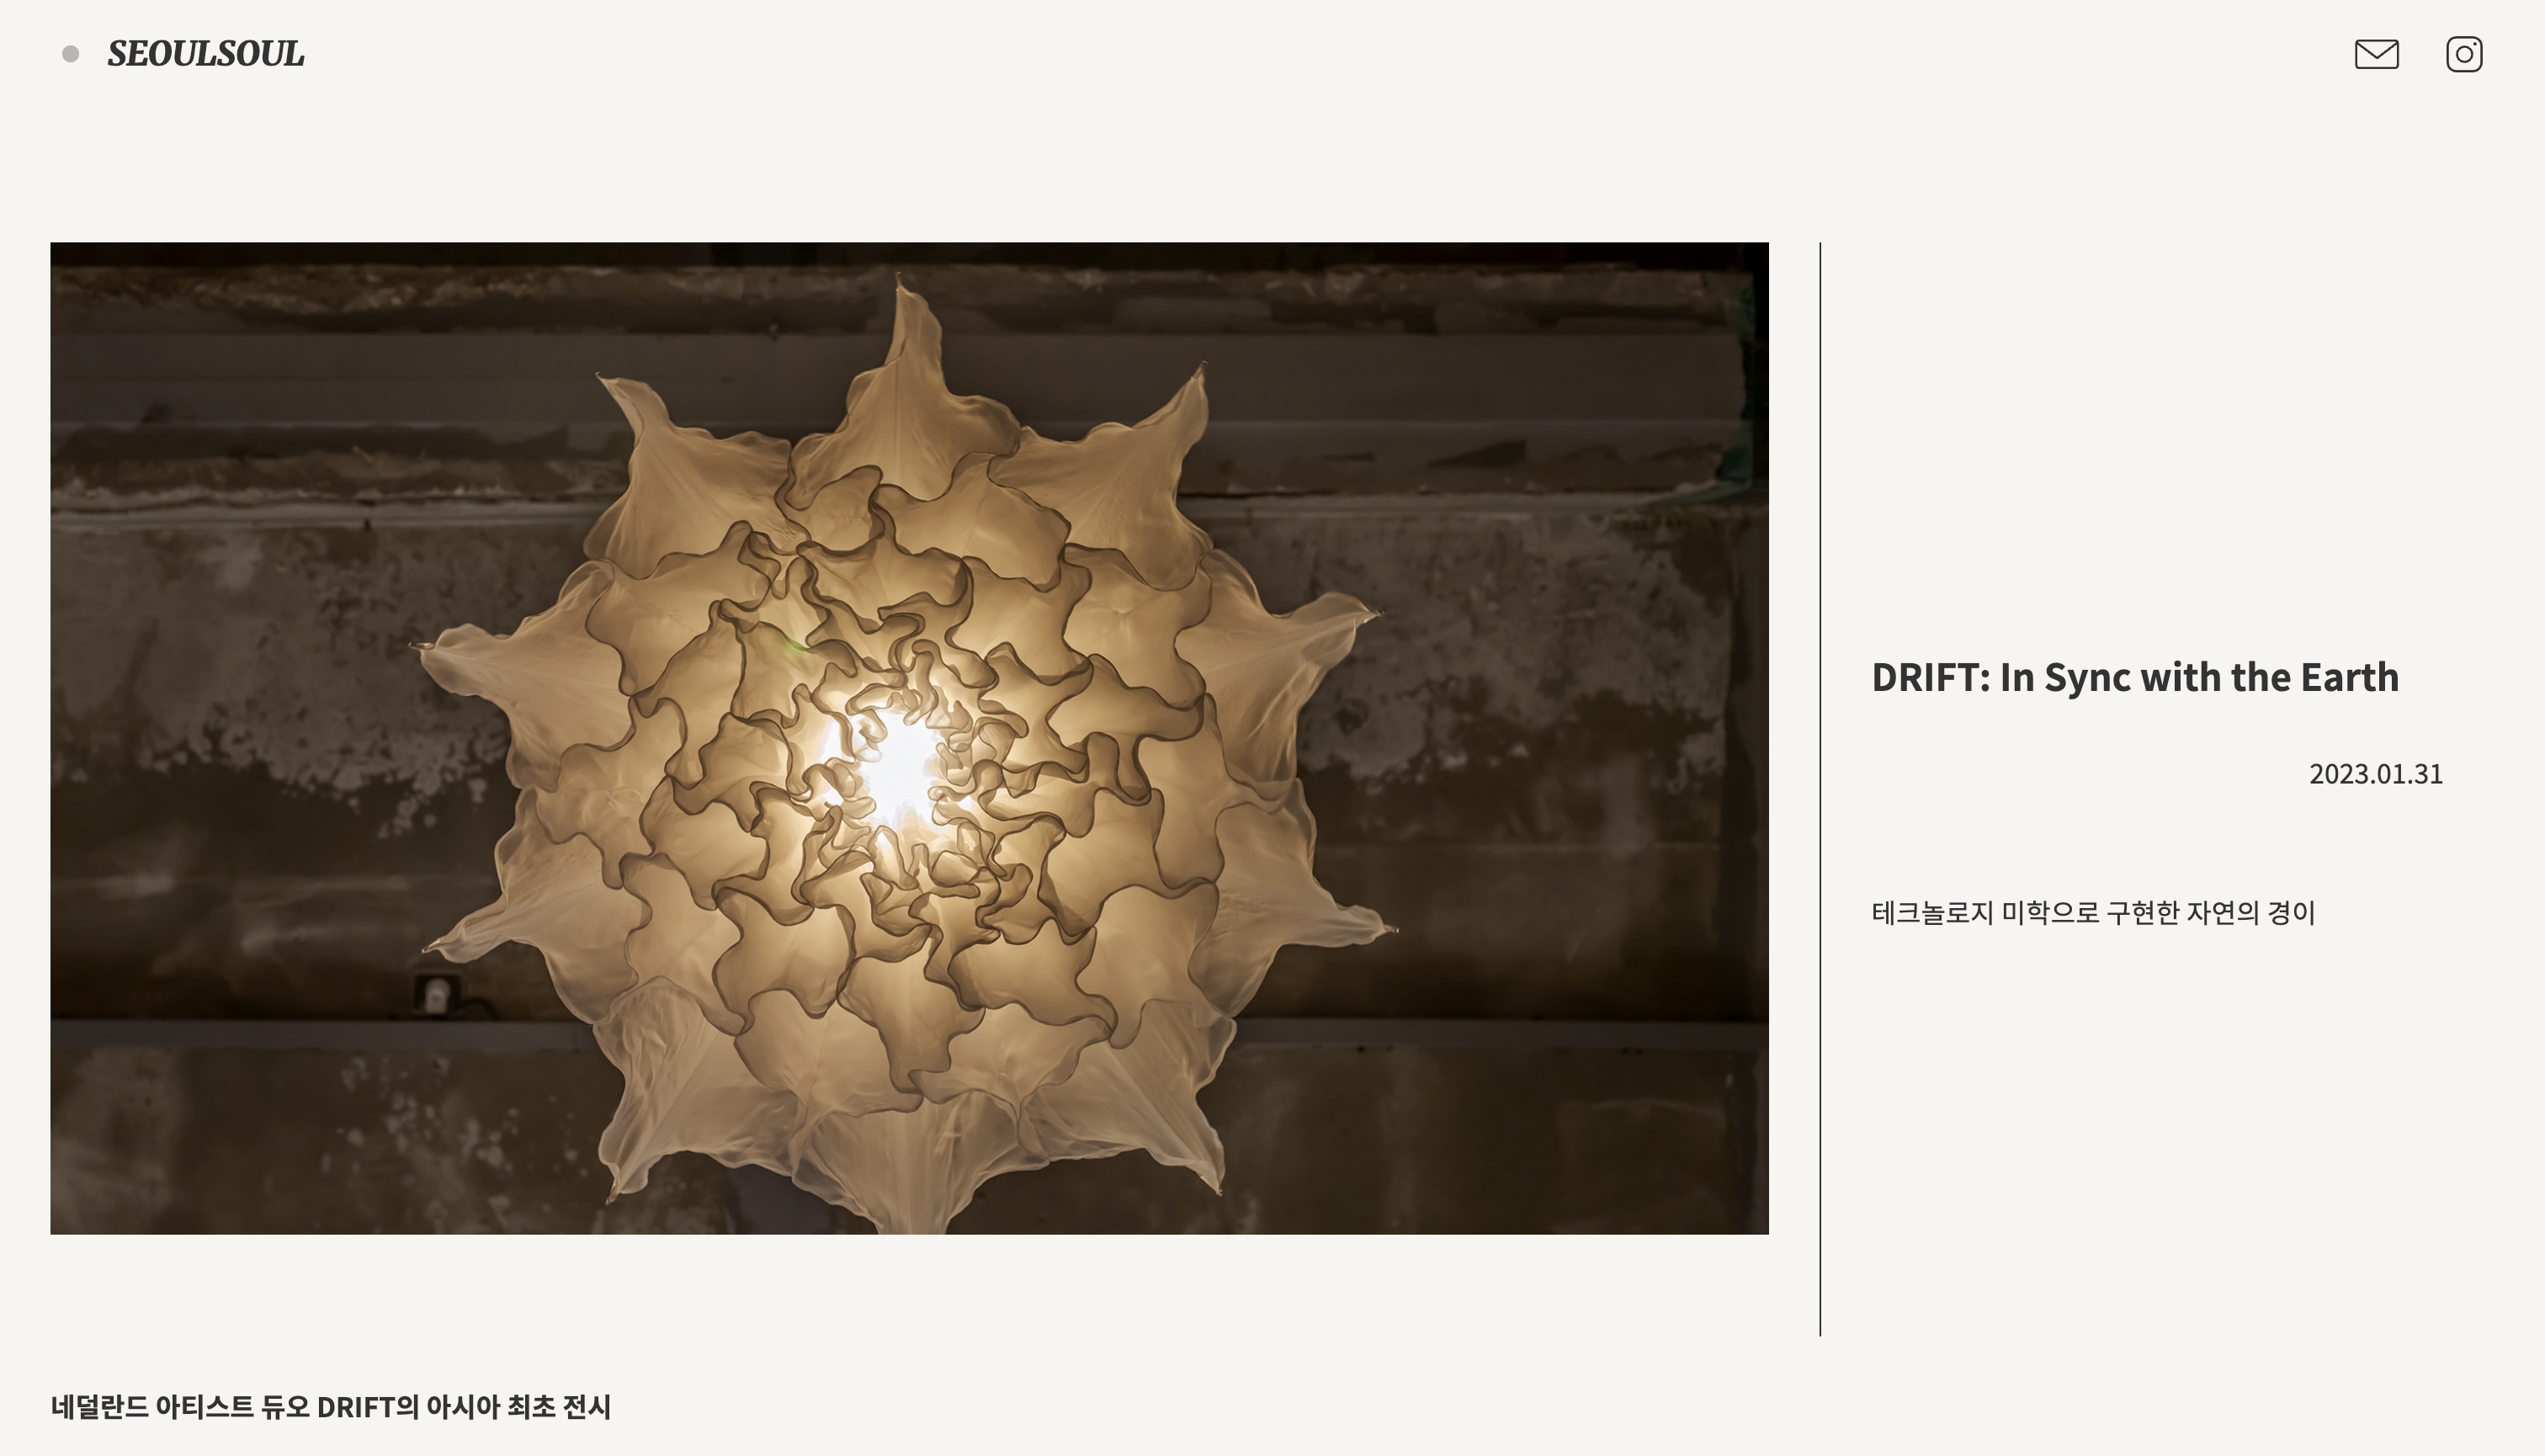 SEOULSOUL
DRIFT: In Sync with the Earth
2023.01.31
테크놀로지 미학으로 구현한 자연의 경이
네덜란드 아티스트 듀오 DRIFT의 아시아 최초 전시